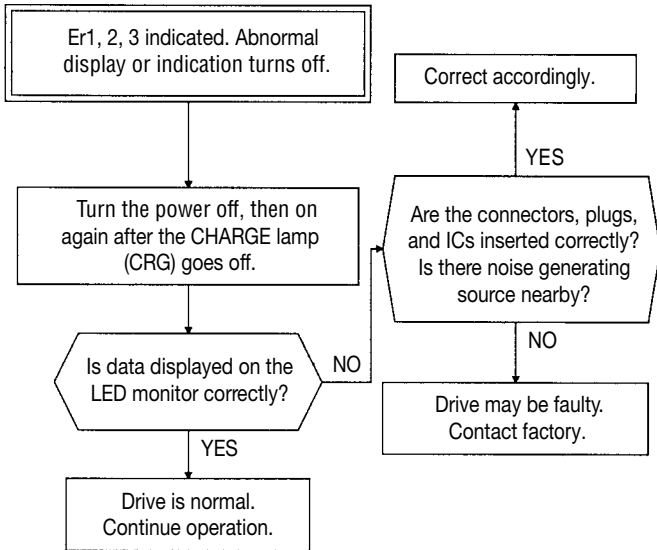 Er1, 2, 3 indicated. Abnormal
display or indication turns off.
Turn the power off, then on
again after the CHARGE lamp
(CRG) goes off.
Is data displayed on the
LED monitor correctly?
NO
YES
Drive is normal.
Continue operation.
Correct accordingly.
YES
Are the connectors, plugs,
and ICs inserted correctly?
Is there noise generating
source nearby?
NO
Drive may be faulty.
Contact factory.